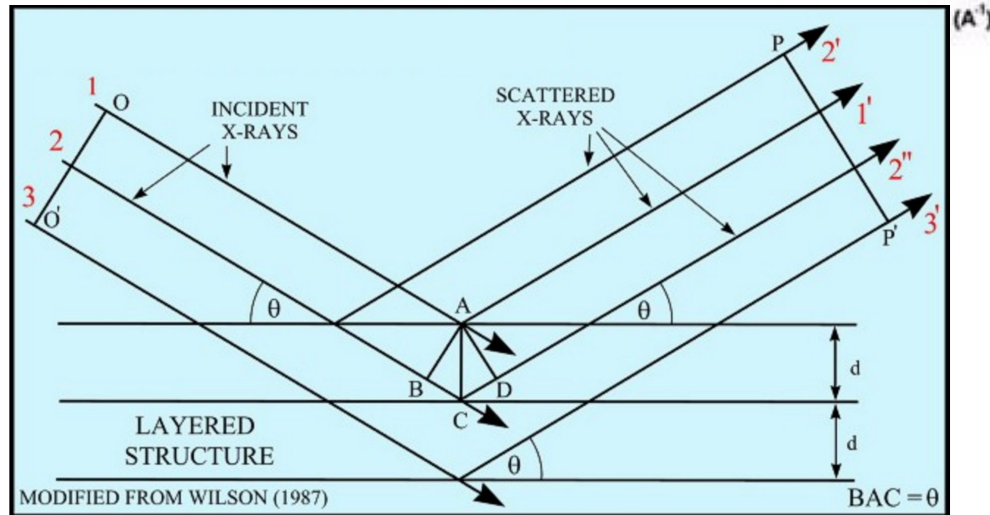 (A⁻¹)
P
2'
1
O
INCIDENT
X-RAYS
SCATTERED
X-RAYS
1'
2
2"
3
O'
P'
3'
θ
A
θ
B
D
d
C
LAYERED
STRUCTURE
d
θ
MODIFIED FROM WILSON (1987)
BAC = θ